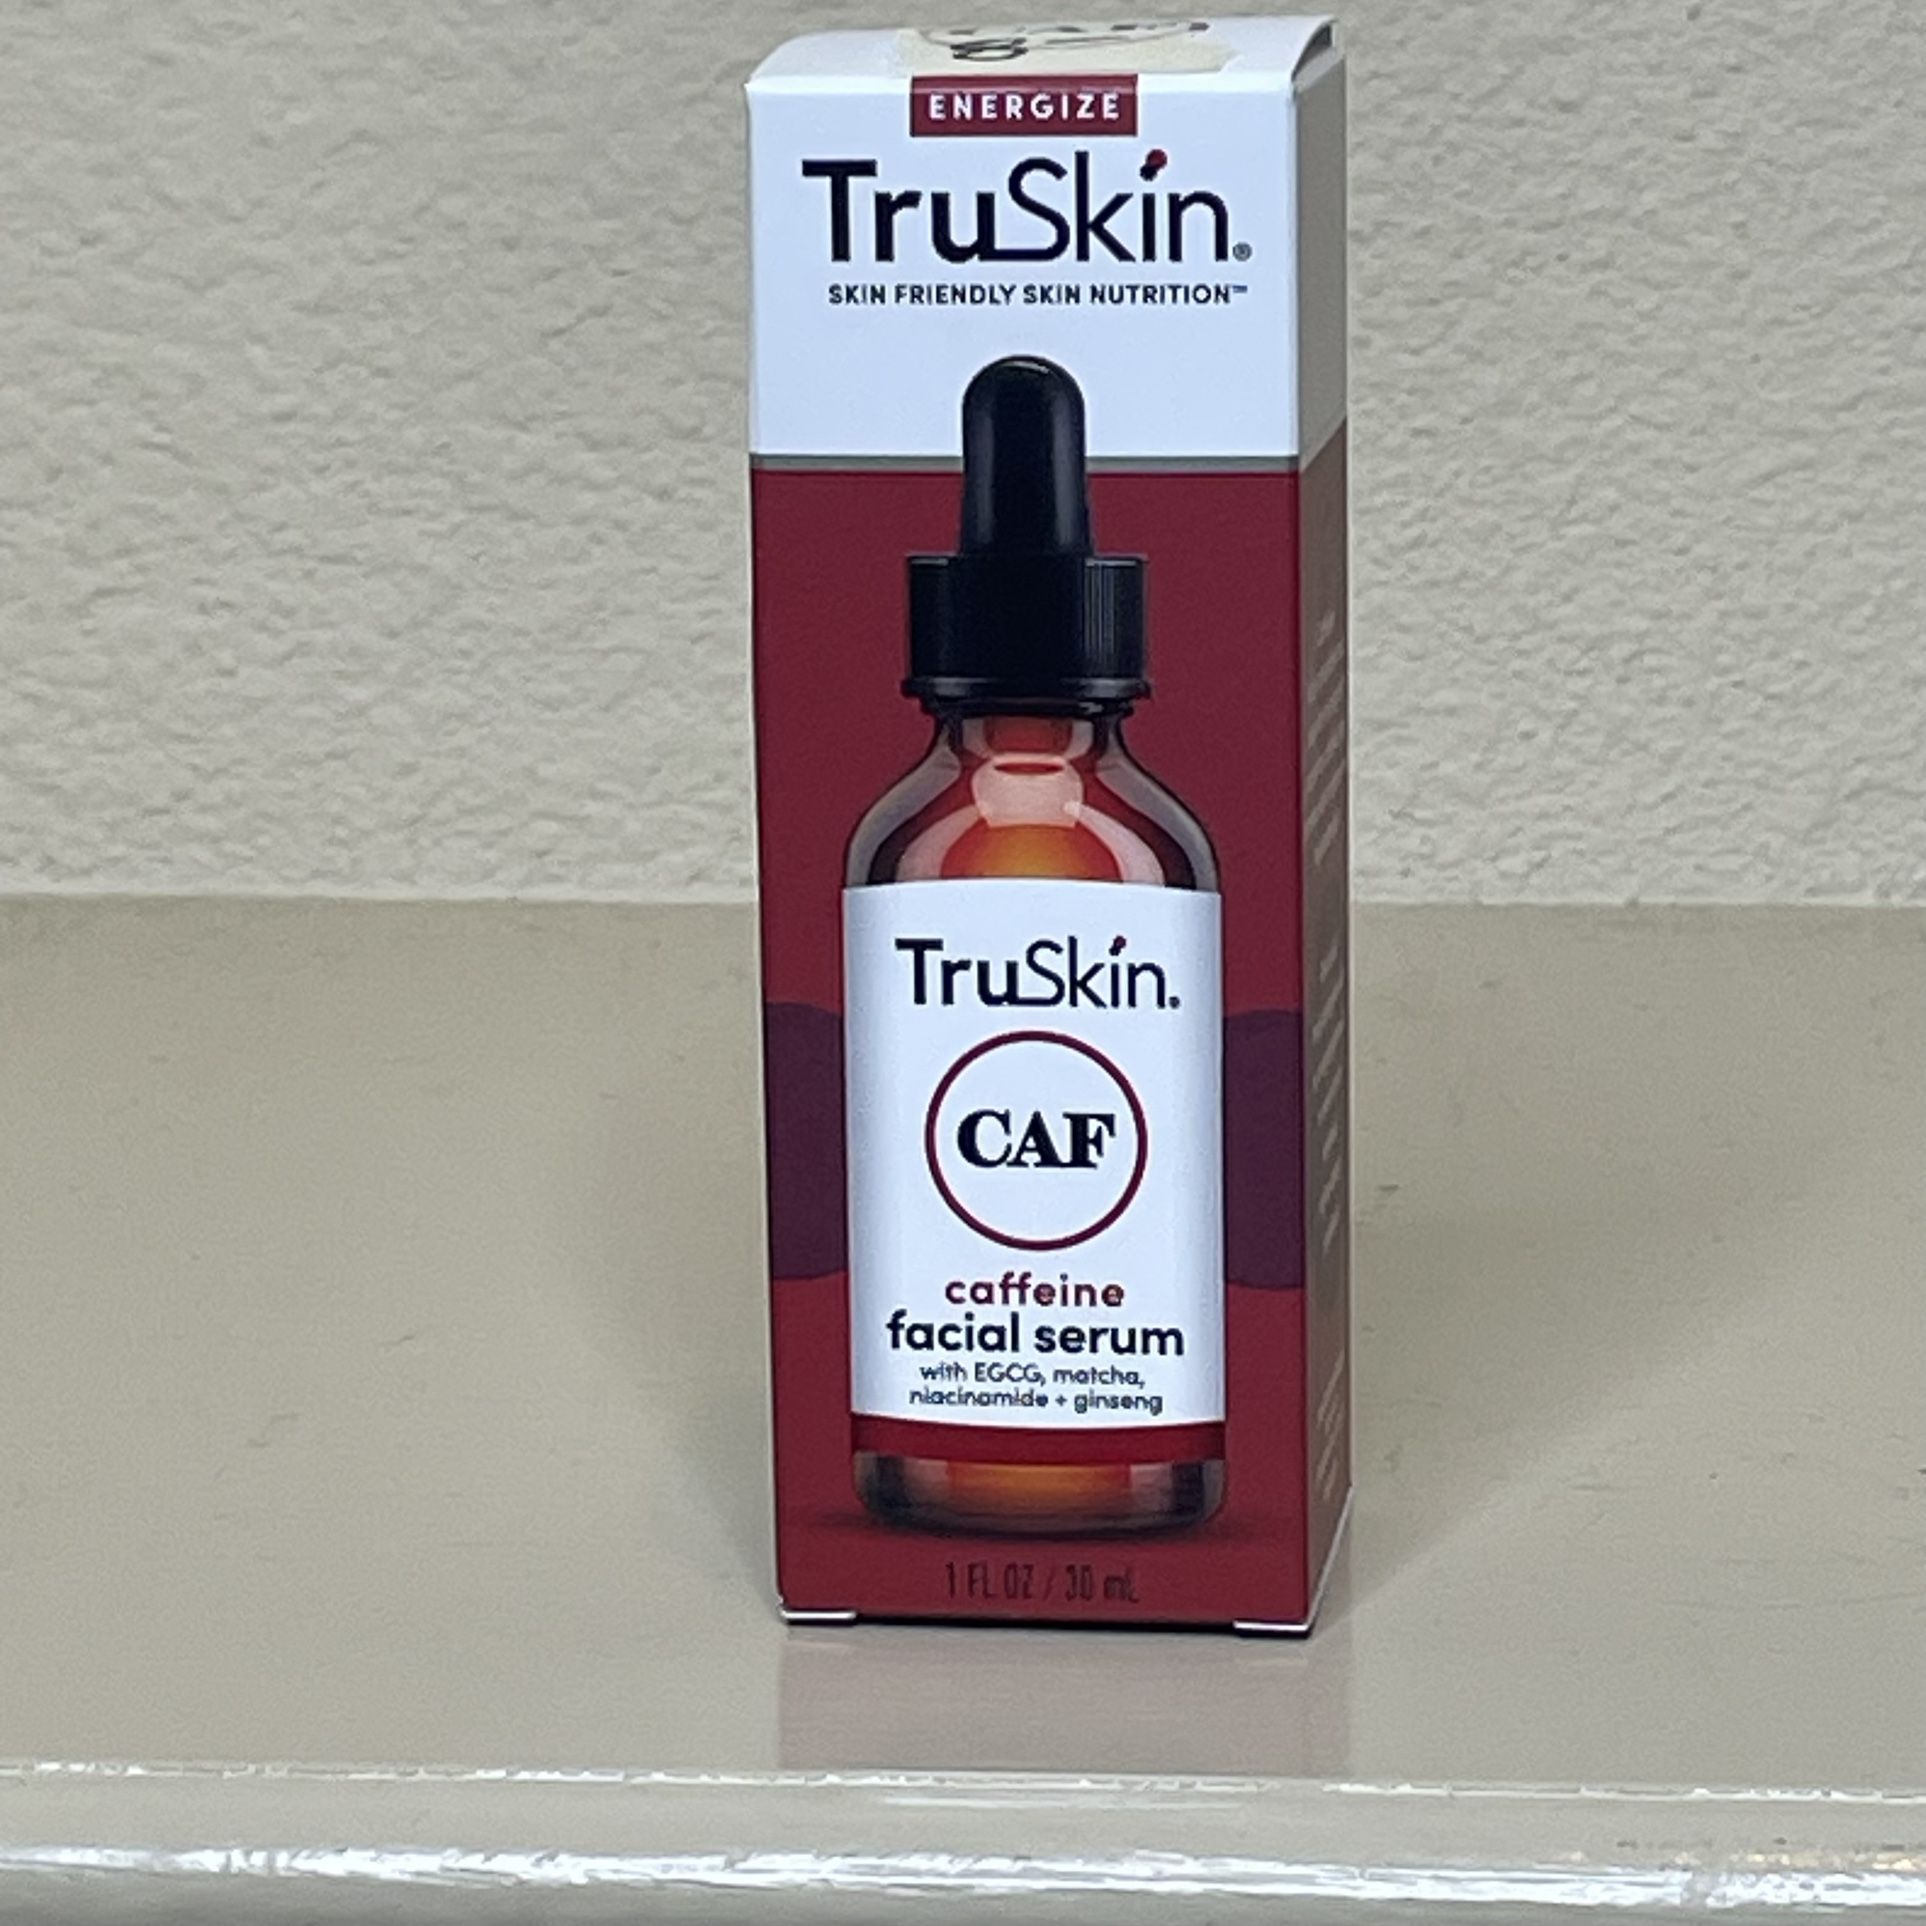 ENERGIZE
TruSkin®
SKIN FRIENDLY SKIN NUTRITION™
TruSkin®
CAF
caffeine
facial serum
with EGCG, matcha,
niacinamide + ginseng
1 FL OZ / 30 mL